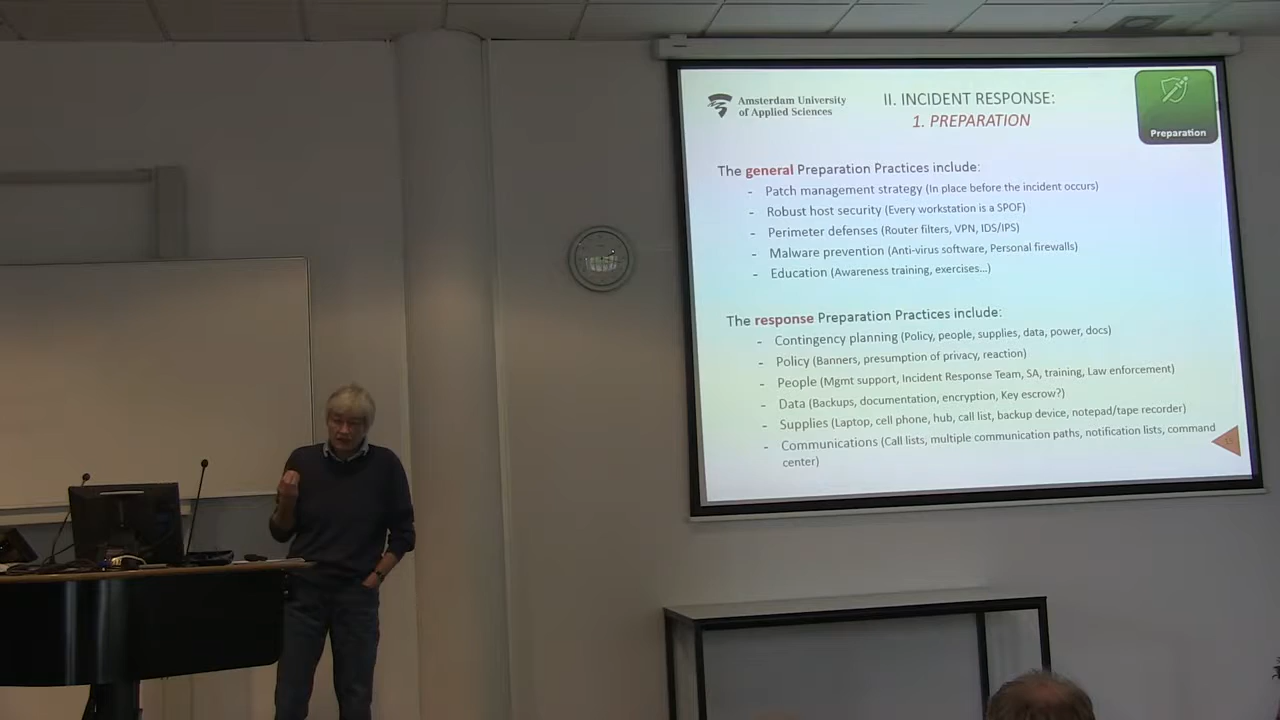 Amsterdam University
of Applied Sciences
II. INCIDENT RESPONSE:
1. PREPARATION
Preparation
The general Preparation Practices include:
- Patch management strategy (In place before the incident occurs)
- Robust host security (Every workstation is a SPOF)
- Perimeter defenses (Router filters, VPN, IDS/IPS)
- Malware prevention (Anti-virus software, Personal firewalls)
- Education (Awareness training, exercises…)
The response Preparation Practices include:
- Contingency planning (Policy, people, supplies, data, power, docs)
- Policy (Banners, presumption of privacy, reaction)
- People (Mgmt support, Incident Response Team, SA, training, Law enforcement)
- Data (Backups, documentation, encryption, Key escrow?)
- Supplies (Laptop, cell phone, hub, call list, backup device, notepad/tape recorder)
- Communications (Call lists, multiple communication paths, notification lists, command
center)